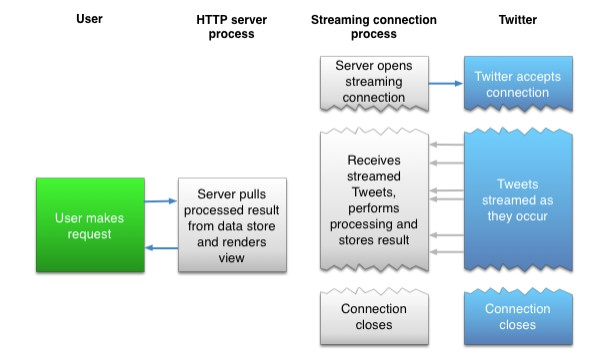 User
HTTP server
process
Streaming connection
process
Twitter
Server opens
streaming
connection
Twitter accepts
connection
User makes
request
Server pulls
processed result
from data store
and renders
view
Receives
streamed
Tweets,
performs
processing and
stores result
Tweets
streamed as
they occur
Connection
closes
Connection
closes